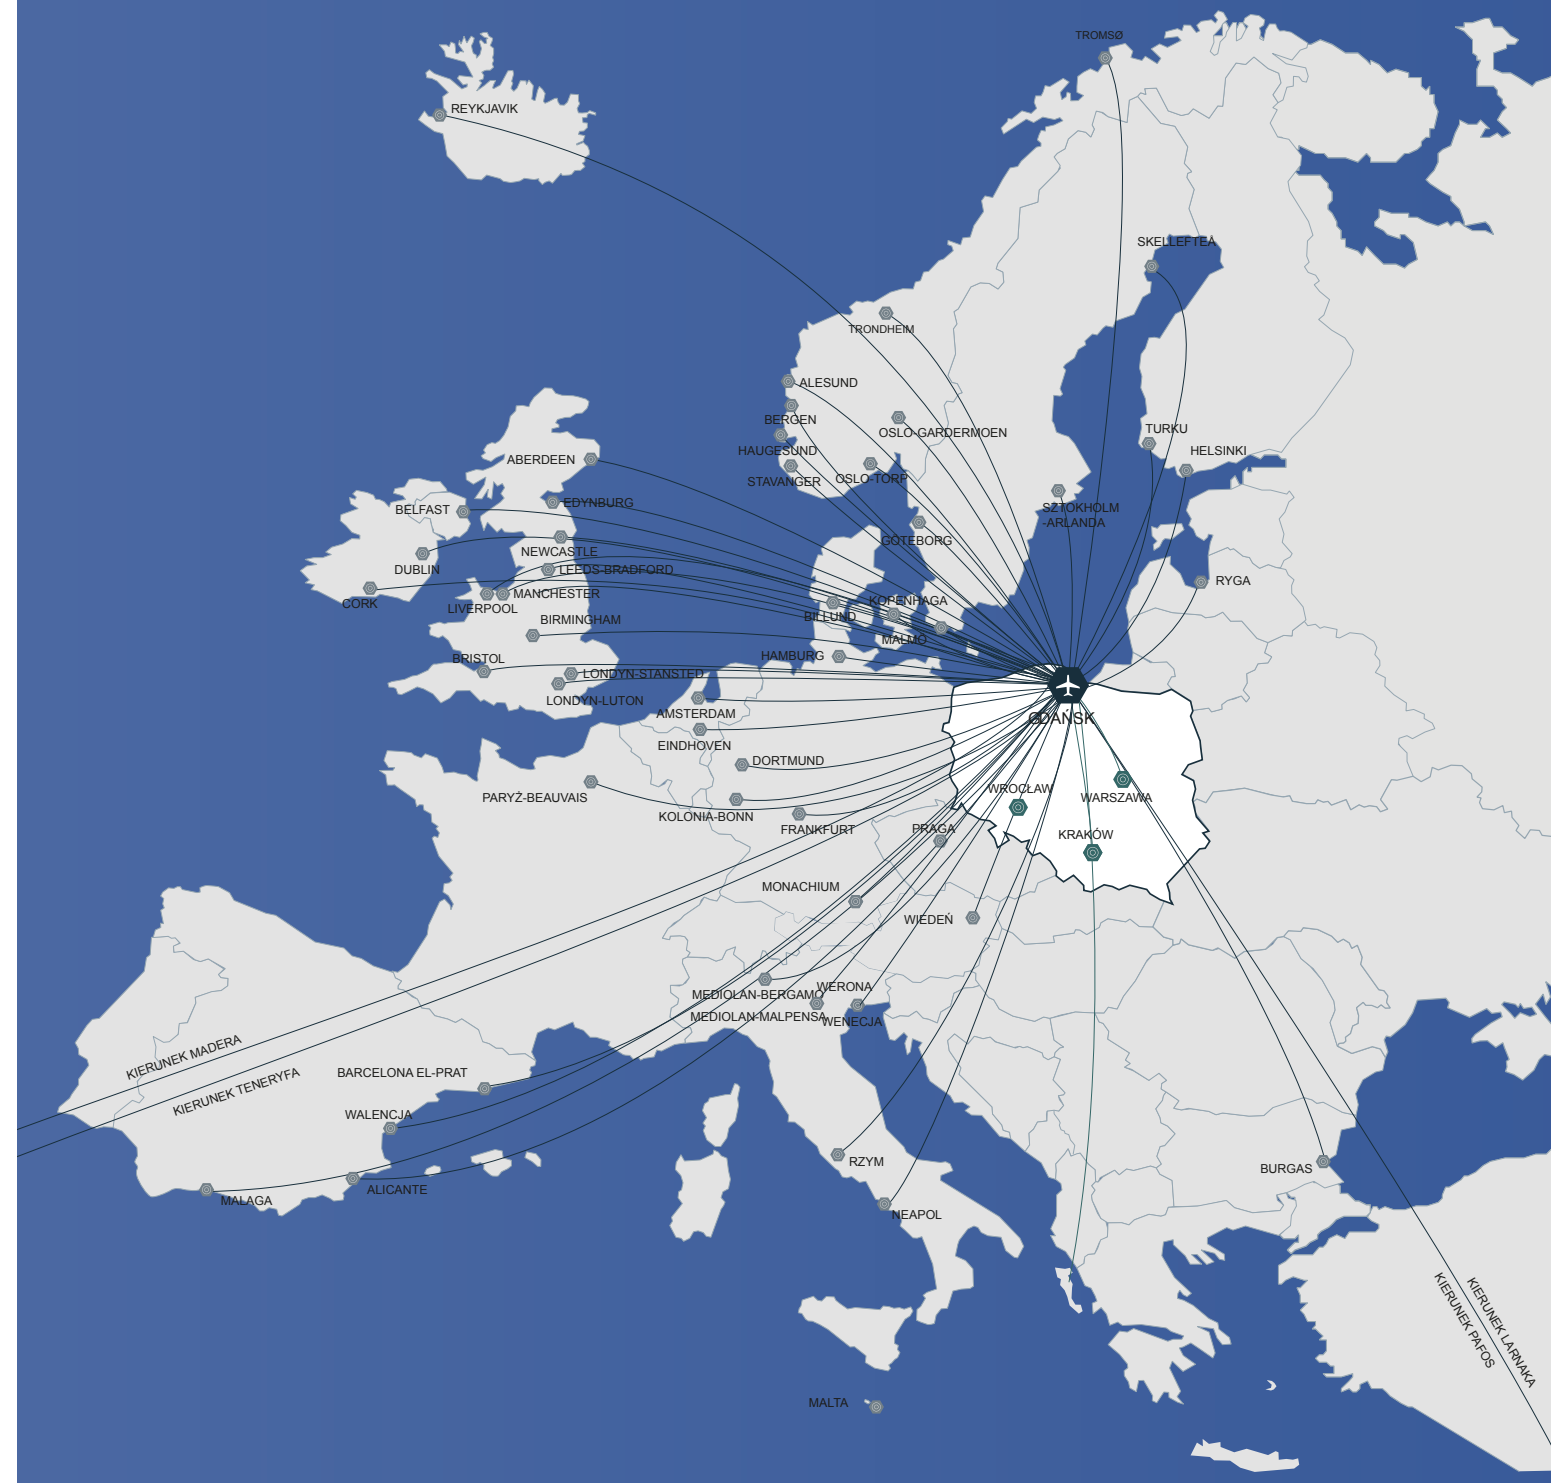 TROMSØ
REYKJAVIK
SKELLEFTEÅ
TRONDHEIM
ALESUND
BERGEN
OSLO-GARDERMOEN
TURKU
HAUGESUND
HELSINKI
ABERDEEN
STAVANGER
OSLO-TORP
EDYNBURG
BELFAST
SZTOKHOLM
-ARLANDA
GÖTEBORG
NEWCASTLE
DUBLIN
LEEDS-BRADFORD
RYGA
MANCHESTER
CORK
LIVERPOOL
KOPENHAGA
BILLUND
BIRMINGHAM
MALMÖ
HAMBURG
BRISTOL
LONDYN-STANSTED
LONDYN-LUTON
AMSTERDAM
GDAŃSK
EINDHOVEN
DORTMUND
WROCŁAW
PARYŻ-BEAUVAIS
WARSZAWA
KOLONIA-BONN
FRANKFURT
PRAGA
KRAKÓW
MONACHIUM
WIEDEŃ
WERONA
MEDIOLAN-BERGAMO
MEDIOLAN-MALPENSA
WENECJA
KIERUNEK MADERA
BARCELONA EL-PRAT
KIERUNEK TENERYFA
WALENCJA
RZYM
BURGAS
ALICANTE
MALAGA
NEAPOL
KIERUNEK LARNAKA
KIERUNEK PAFOS
MALTA